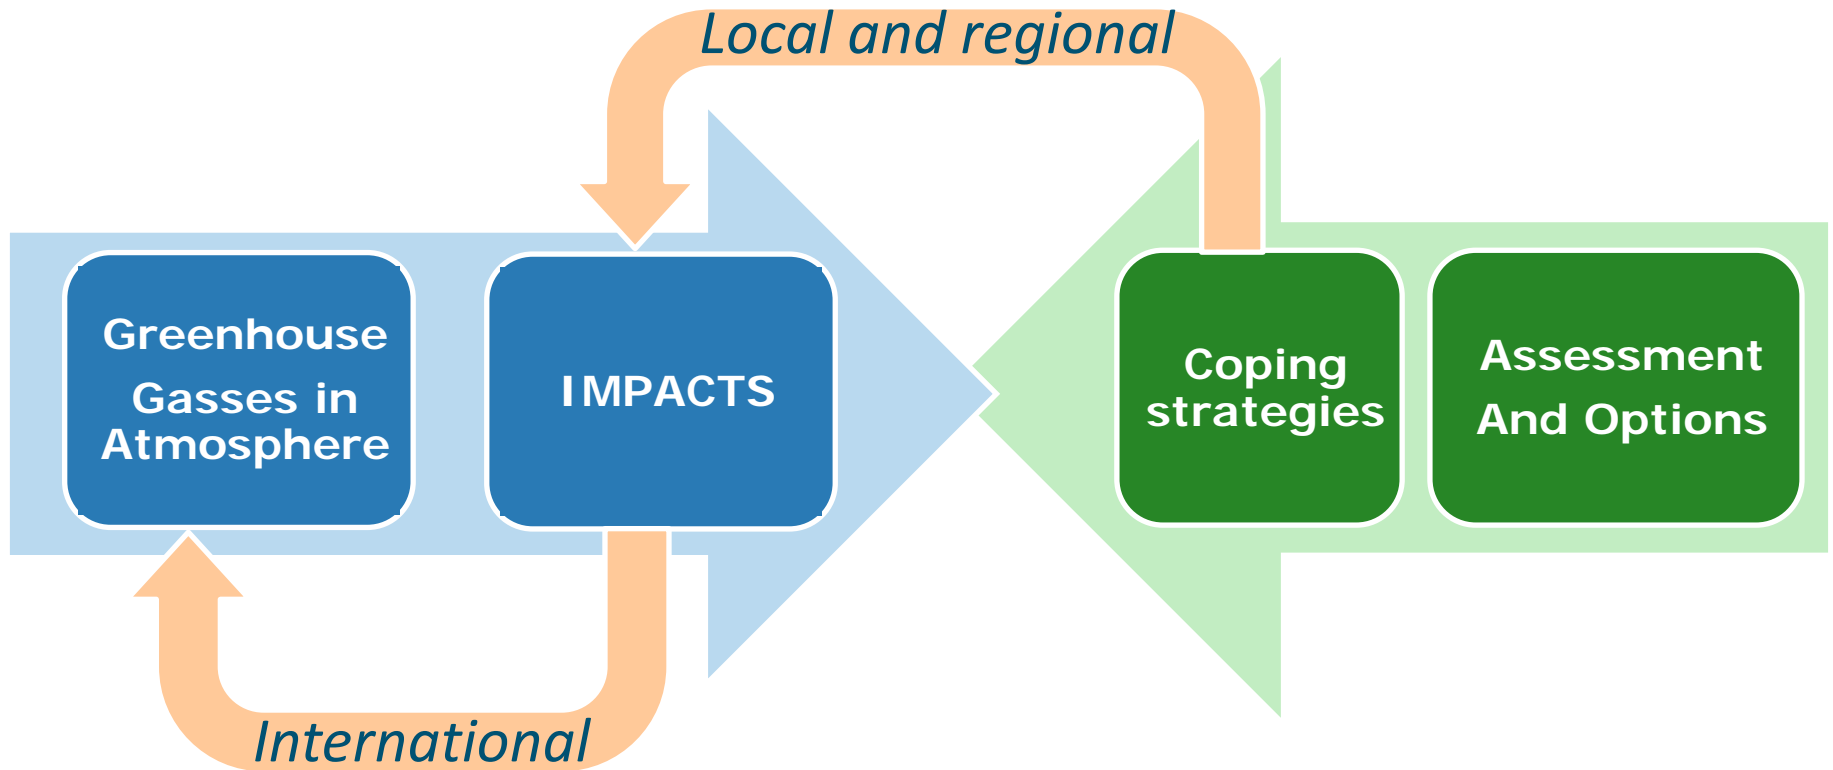 Local and regional
Greenhouse
Gasses in
Atmosphere
IMPACTS
Coping
strategies
Assessment
And Options
International